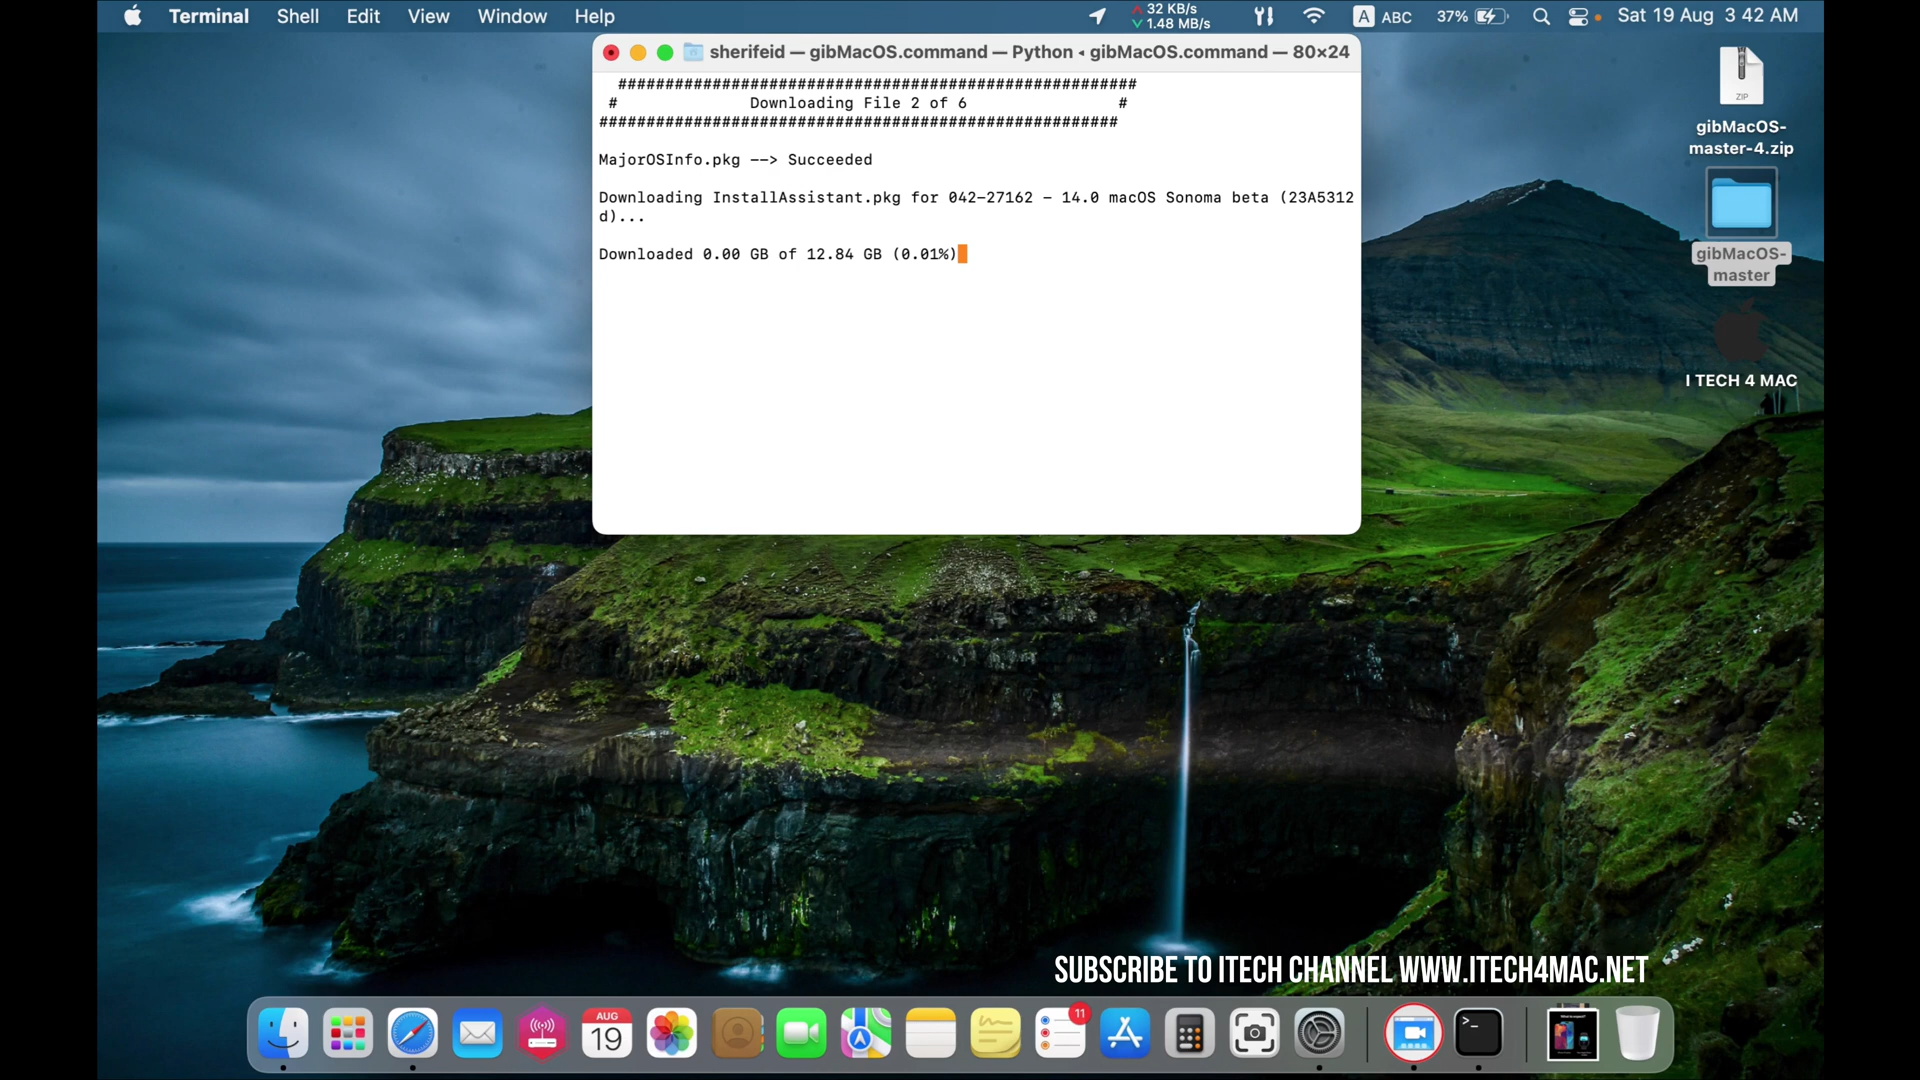 Terminal Shell Edit View Window Help
32 KB/s
1.48 MB/s
A ABC 37% Sat 19 Aug 3 42 AM
sherifeid — gibMacOS.command — Python ◂ gibMacOS.command — 80×24
#######################################################
# Downloading File 2 of 6 #
#######################################################
MajorOSInfo.pkg --> Succeeded
Downloading InstallAssistant.pkg for 042-27162 - 14.0 macOS Sonoma beta (23A5312
d)...
Downloaded 0.00 GB of 12.84 GB (0.01%)
ZIP
gibMacOS-
master-4.zip
gibMacOS-
master
I TECH 4 MAC
SUBSCRIBE TO ITECH CHANNEL WWW.ITECH4MAC.NET
AUG
19
11
>_